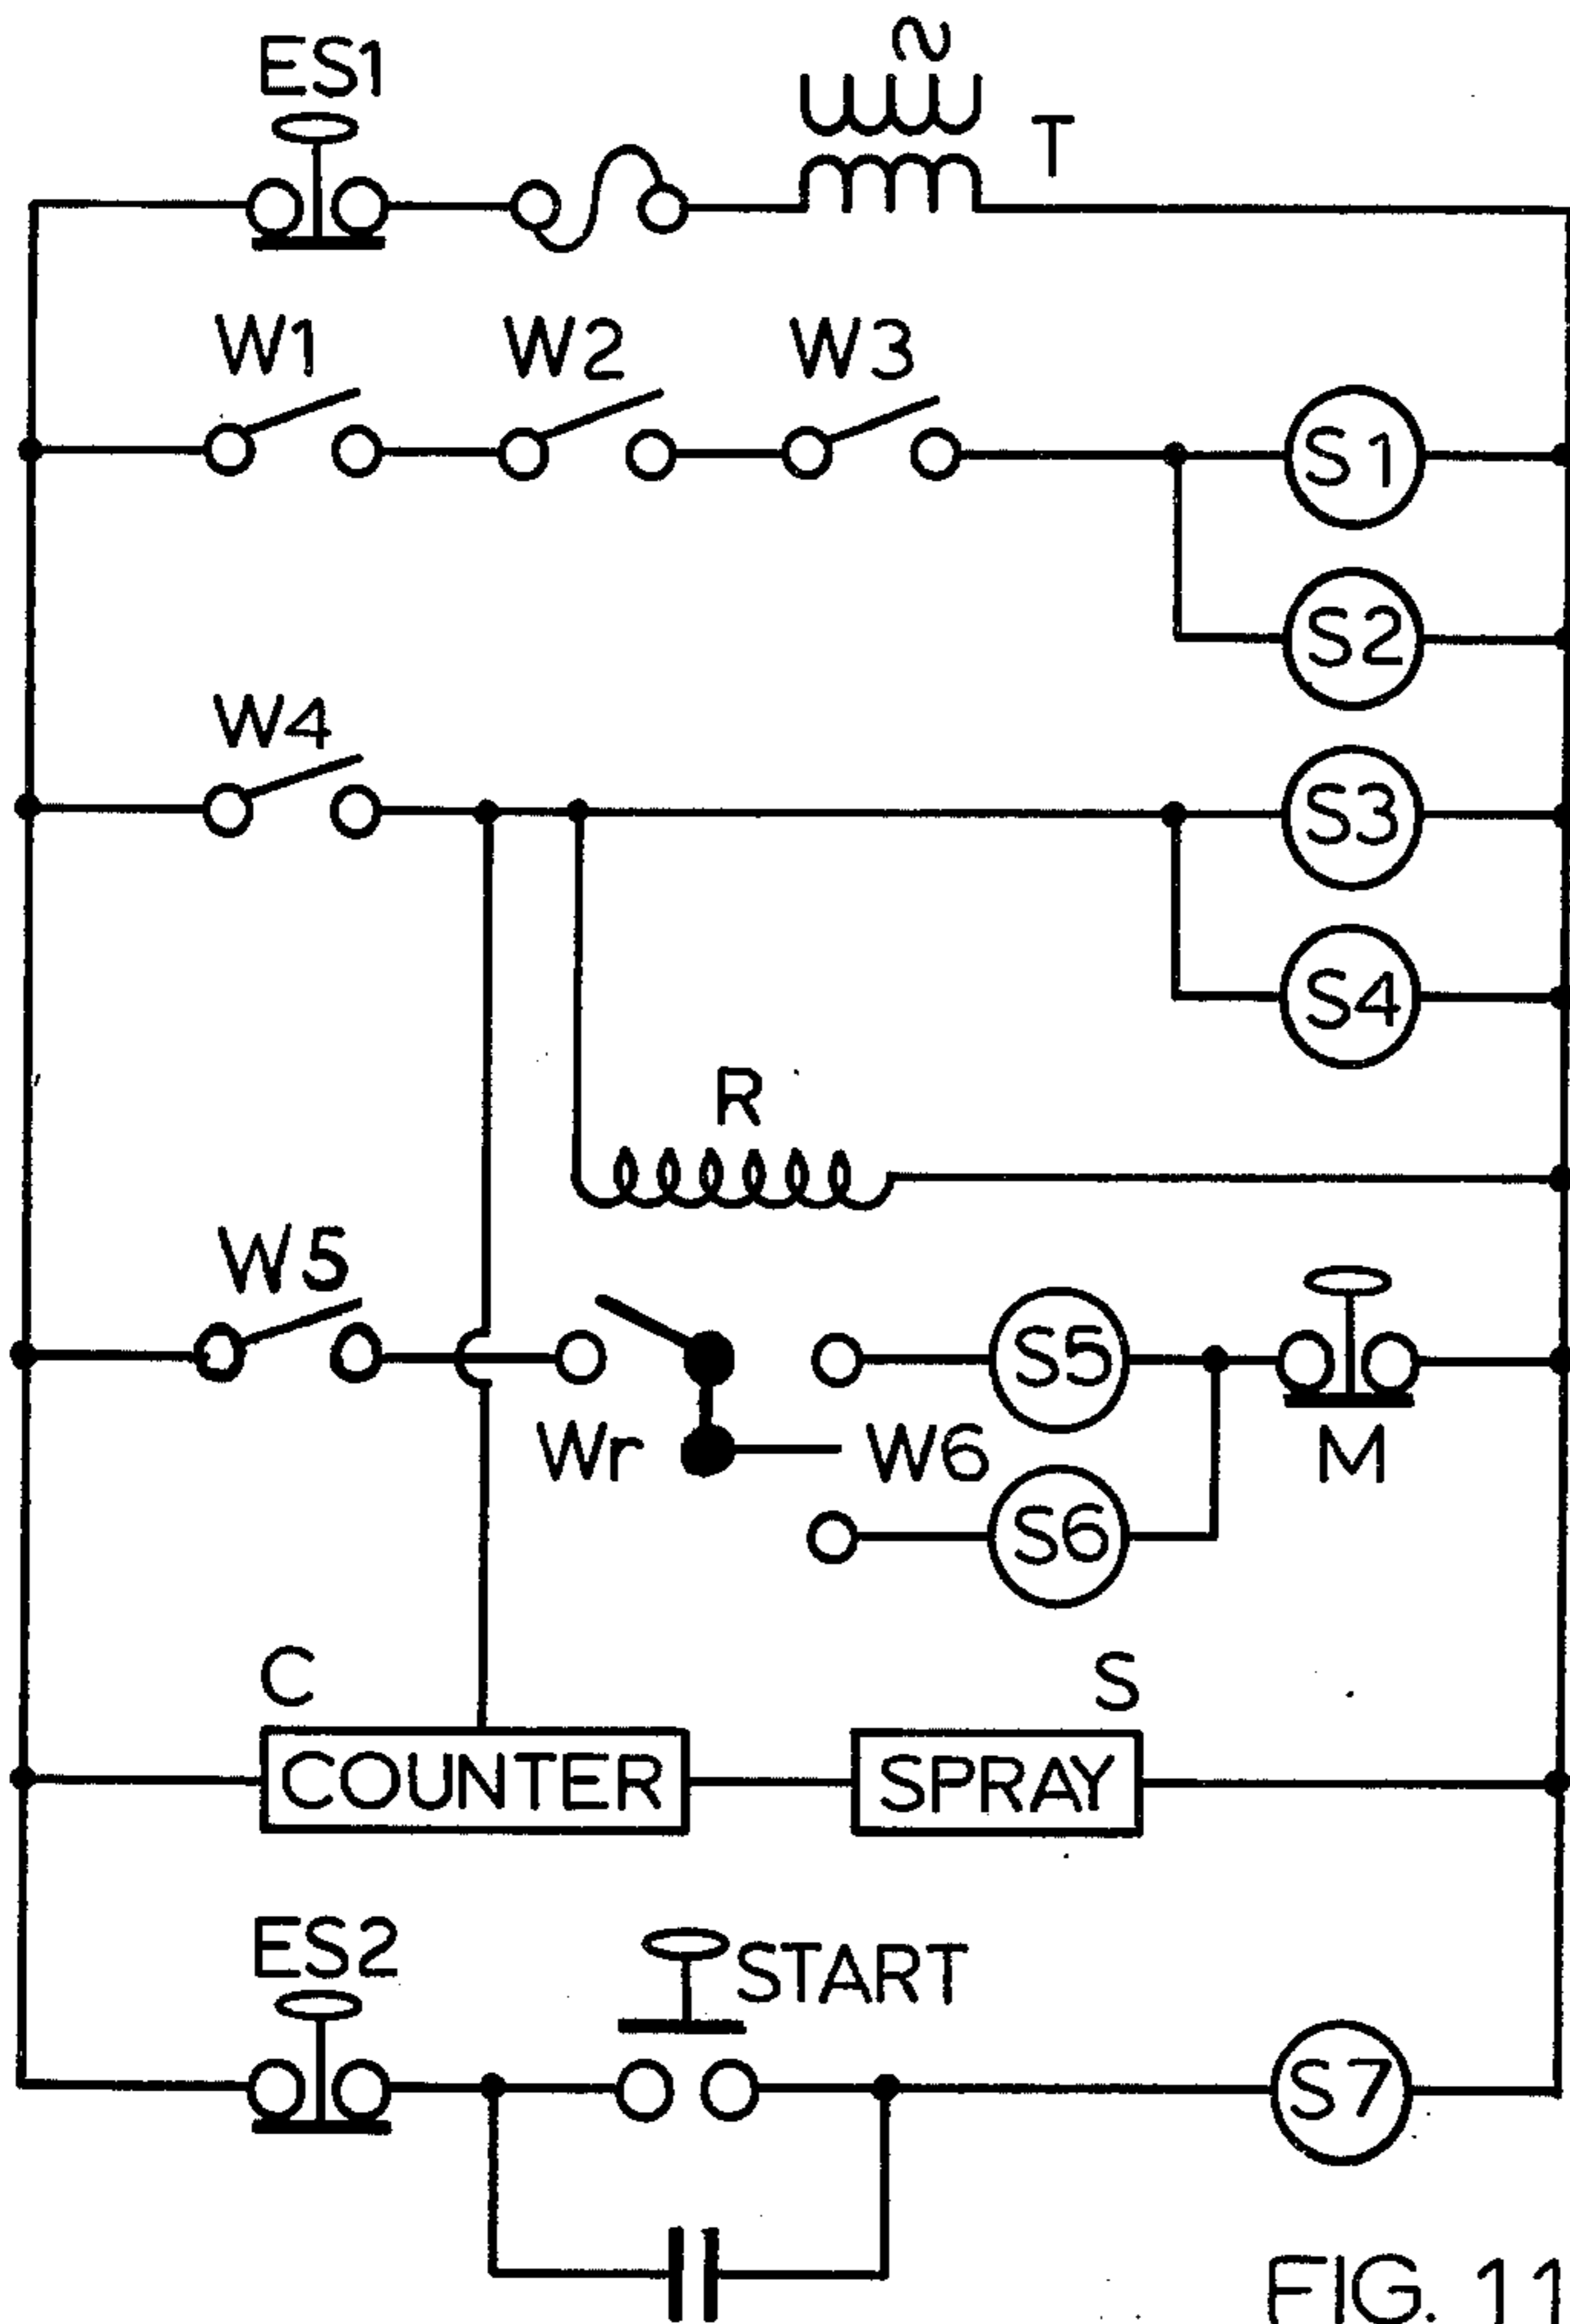 ES1
T
W1 W2 W3
S1
S2
W4
S3
S4
R
W5
S5
Wr W6 M
S6
C S
COUNTER SPRAY
ES2
START
S7
FIG. 11